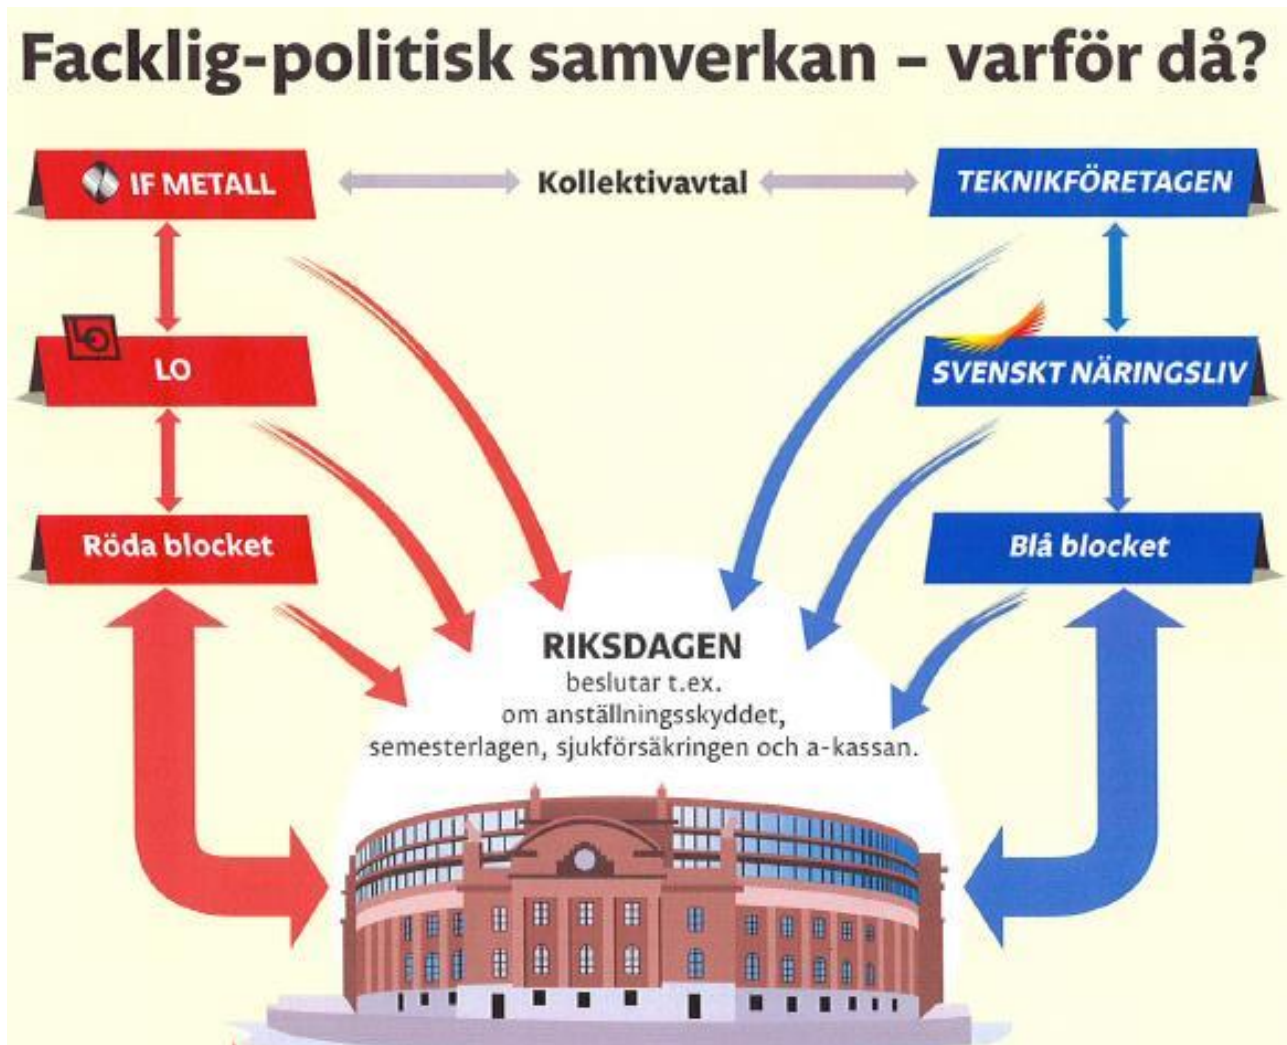 Facklig-politisk samverkan – varför då?
IF METALL
Kollektivavtal
TEKNIKFÖRETAGEN
LO
LO
SVENSKT NÄRINGSLIV
Röda blocket
Blå blocket
RIKSDAGEN
beslutar t.ex.
om anställningsskyddet,
semesterlagen, sjukförsäkringen och a-kassan.